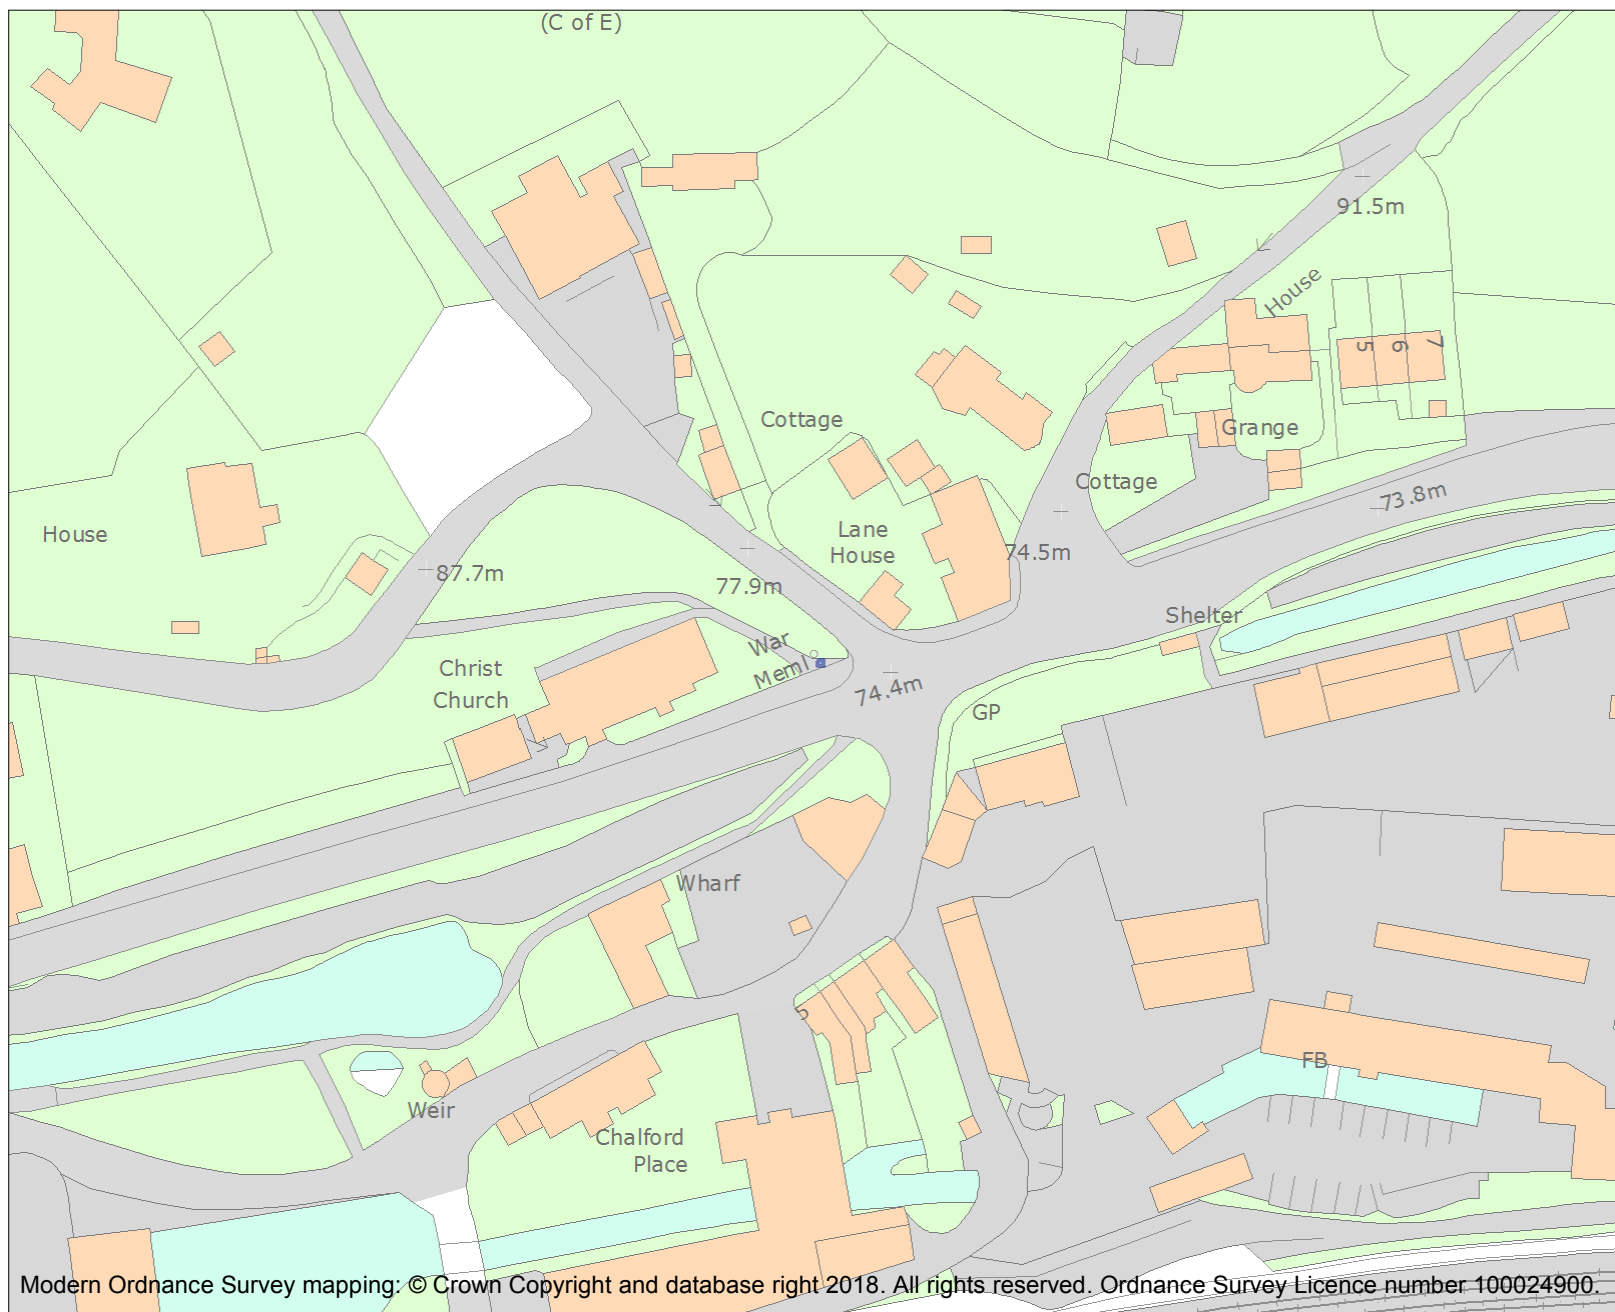 (C of E)
91.5m
House
5
6
7
Cottage
Grange
Cottage
73.8m
House
Lane
House
74.5m
87.7m
77.9m
Shelter
War
Meml
Christ
Church
74.4m
GP
Wharf
5
FB
Weir
Chalford
Place
Modern Ordnance Survey mapping: © Crown Copyright and database right 2018. All rights reserved. Ordnance Survey Licence number 100024900.